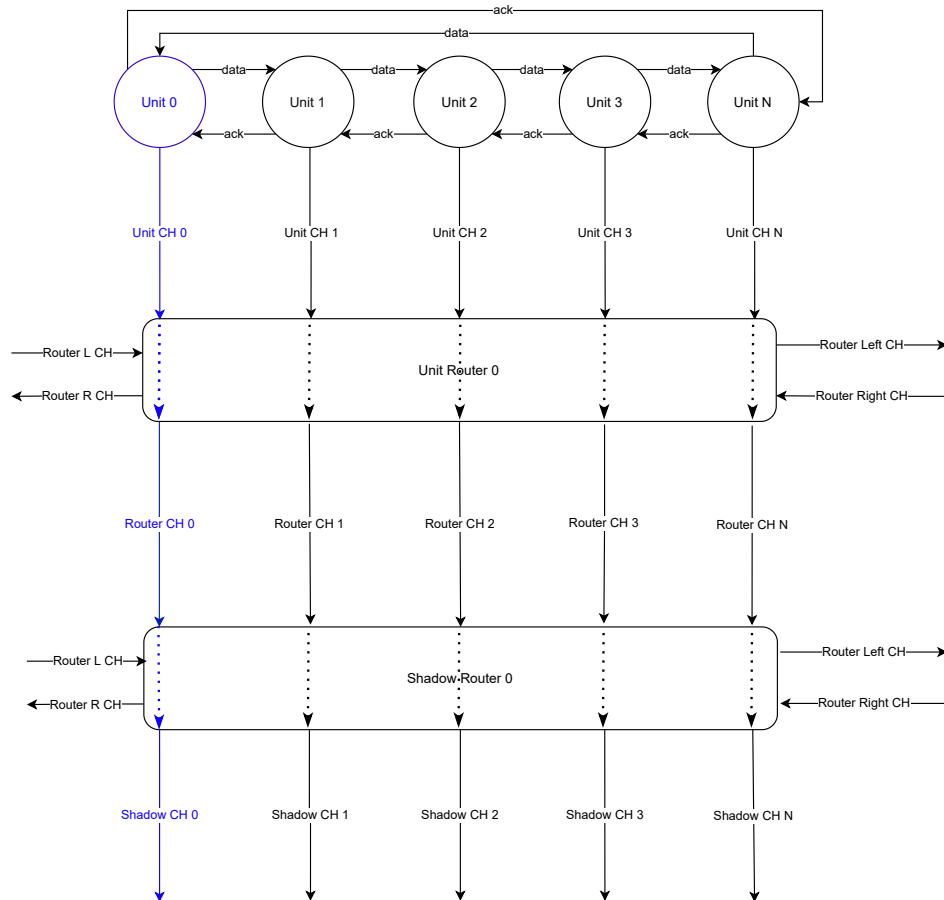 ack
data
data
data
data
data
Unit 0
Unit 1
Unit 2
Unit 3
Unit N
ack
ack
ack
ack
Unit CH 0
Unit CH 1
Unit CH 2
Unit CH 3
Unit CH N
Router L CH
Router Left CH
Unit Router 0
Router R CH
Router Right CH
Router CH 0
Router CH 1
Router CH 2
Router CH 3
Router CH N
Router L CH
Router Left CH
Shadow Router 0
Router R CH
Router Right CH
Shadow CH 0
Shadow CH 1
Shadow CH 2
Shadow CH 3
Shadow CH N